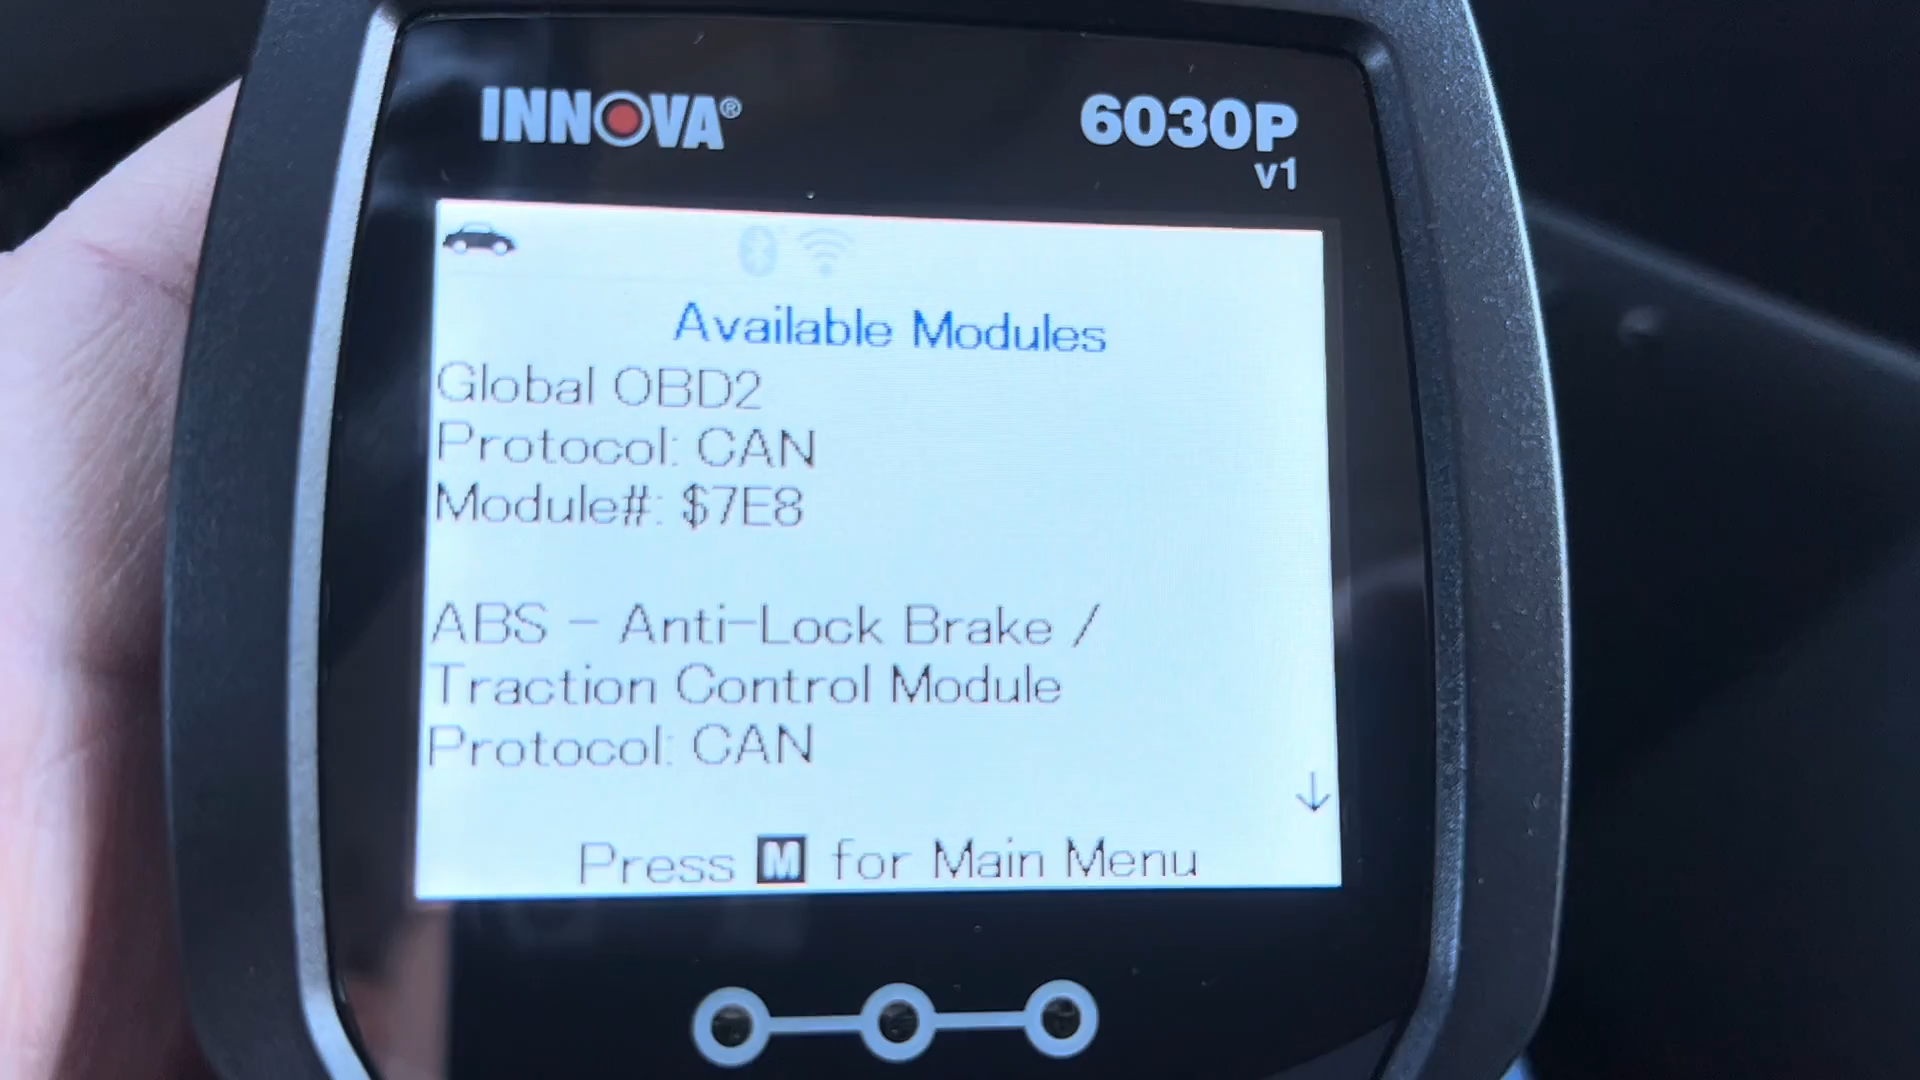 INNOVA®
6030P
v1
Available Modules
Global OBD2
Protocol: CAN
Module#: $7E8
ABS - Anti-Lock Brake /
Traction Control Module
Protocol: CAN
Press M for Main Menu